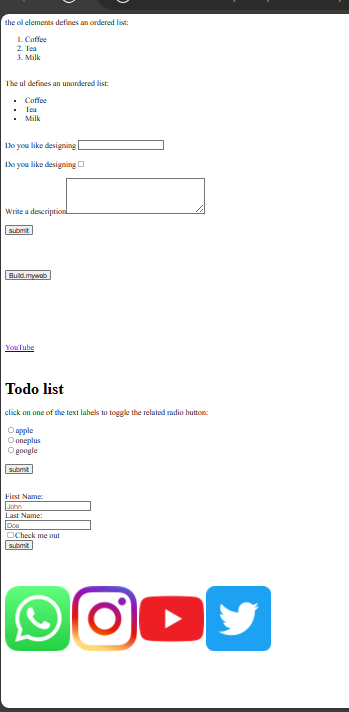 the ol elements defines an ordered list:
1. Coffee
2. Tea
3. Milk
The ul defines an unordered list:
• Coffee
• Tea
• Milk
Do you like designing
Do you like designing
Write a description
submit
Build.myweb
YouTube
Todo list
click on one of the text labels to toggle the related radio button:
apple
oneplus
google
submit
First Name:
John
Last Name:
Doe
Check me out
submit